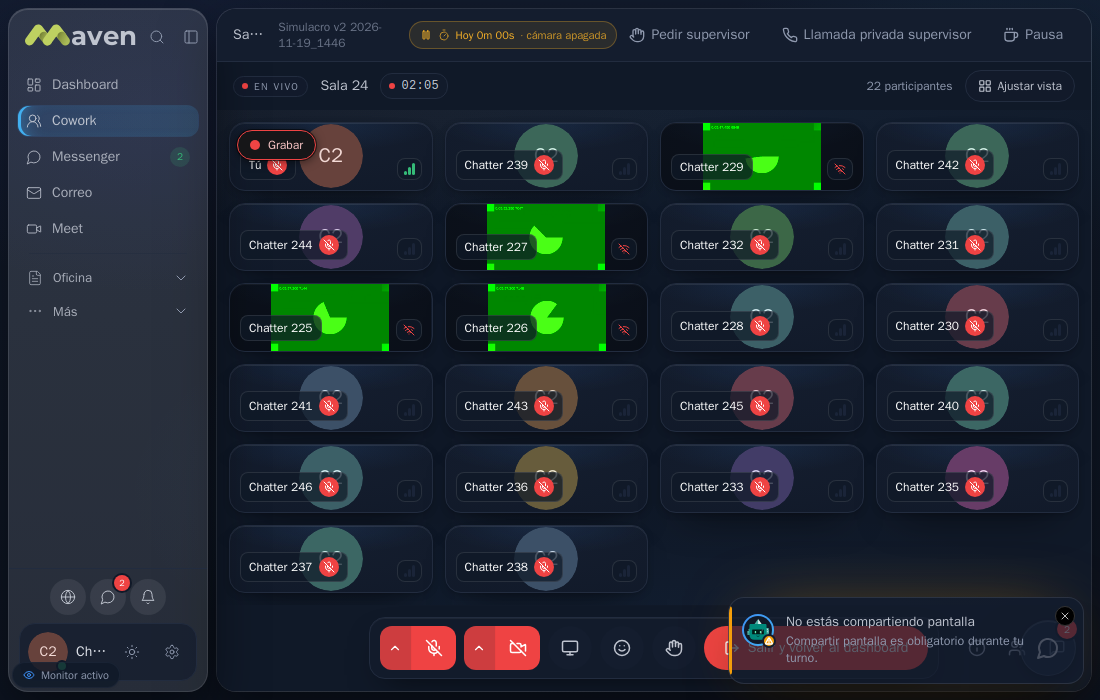 maven
Dashboard
Cowork
Messenger
2
Correo
Meet
Oficina
Más
2
C2
Ch···
Monitor activo
Sa···
Simulacro v2 2026-
11-19_1446
Hoy 0m 00s · cámara apagada
Pedir supervisor
Llamada privada supervisor
Pausa
EN VIVO
Sala 24
02:05
22 participantes
Ajustar vista
Grabar
Tú
C2
Chatter 239
Chatter 229
Chatter 242
Chatter 244
Chatter 227
Chatter 232
Chatter 231
Chatter 225
Chatter 226
Chatter 228
Chatter 230
Chatter 241
Chatter 243
Chatter 245
Chatter 240
Chatter 246
Chatter 236
Chatter 233
Chatter 235
Chatter 237
Chatter 238
Salir y volver al dashboard
No estás compartiendo pantalla
Compartir pantalla es obligatorio durante tu
turno.
2